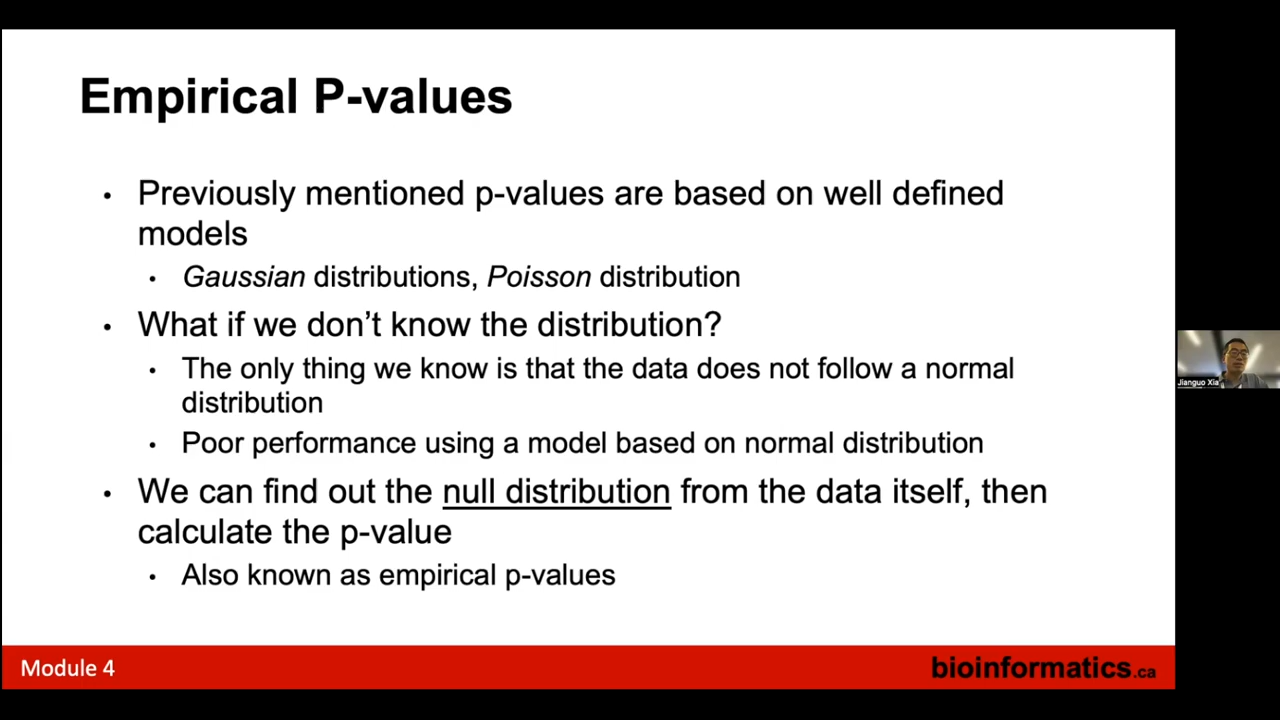 Empirical P-values
• Previously mentioned p-values are based on well defined
models
• Gaussian distributions, Poisson distribution
• What if we don’t know the distribution?
• The only thing we know is that the data does not follow a normal
distribution
• Poor performance using a model based on normal distribution
• We can find out the null distribution from the data itself, then
calculate the p-value
• Also known as empirical p-values
Jianguo Xia
Module 4
bioinformatics.ca